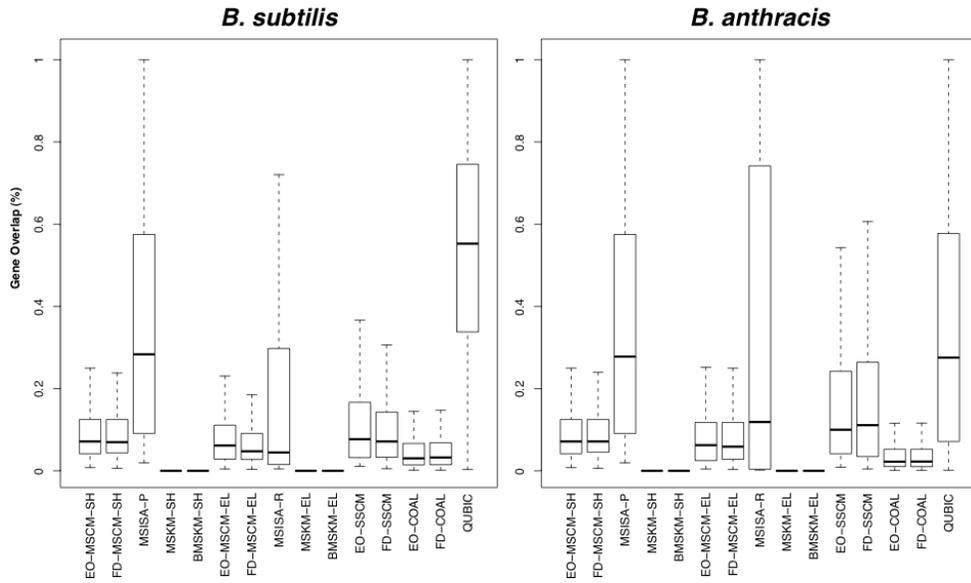 B. subtilis
B. anthracis
Gene Overlap (%)
1
0.8
0.6
0.4
0.2
0
1
0.8
0.6
0.4
0.2
0
EO−MSCM−SH
FD−MSCM−SH
MSISA−P
MSKM−SH
BMSKM−SH
EO−MSCM−EL
FD−MSCM−EL
MSISA−R
MSKM−EL
BMSKM−EL
EO−SSCM
FD−SSCM
EO−COAL
FD−COAL
QUBIC
EO−MSCM−SH
FD−MSCM−SH
MSISA−P
MSKM−SH
BMSKM−SH
EO−MSCM−EL
FD−MSCM−EL
MSISA−R
MSKM−EL
BMSKM−EL
EO−SSCM
FD−SSCM
EO−COAL
FD−COAL
QUBIC